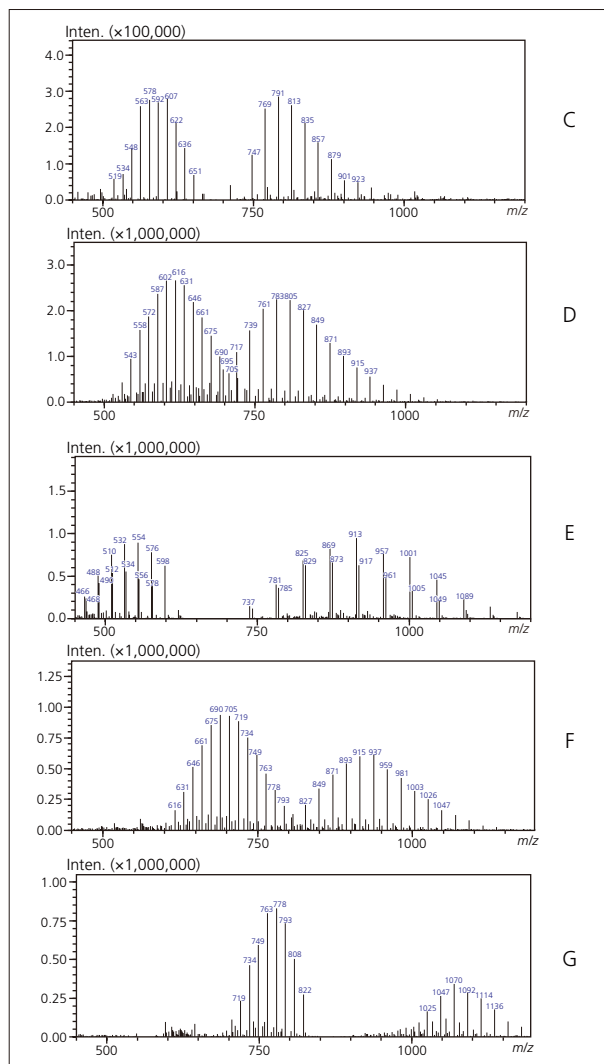 Inten. (×100,000)
4.0
3.0
2.0
1.0
0.0
519 534 548 563 578 592 607 622 636 651 747 769 791 813 835 857 879 901 923
500 750 1000 m/z
C
Inten. (×1,000,000)
3.0
2.0
1.0
0.0
543 558 572 587 602 616 631 646 661 675 690 695 705 717 739 761 783 805 827 849 871 893 915 937
500 750 1000 m/z
D
Inten. (×1,000,000)
1.5
1.0
0.5
0.0
466 468 488 490 510 512 532 534 554 556 576 578 598 737 781 785 825 829 869 873 913 917 957 961 1001 1005 1045 1049 1089
500 750 1000 m/z
E
Inten. (×1,000,000)
1.25
1.00
0.75
0.50
0.25
0.00
616 631 646 661 675 690 705 719 734 749 763 778 793 827 849 871 893 915 937 959 981 1003 1026 1047
500 750 1000 m/z
F
Inten. (×1,000,000)
1.00
0.75
0.50
0.25
0.00
719 734 749 763 778 793 808 822 1025 1047 1070 1092 1114 1136
500 750 1000 m/z
G